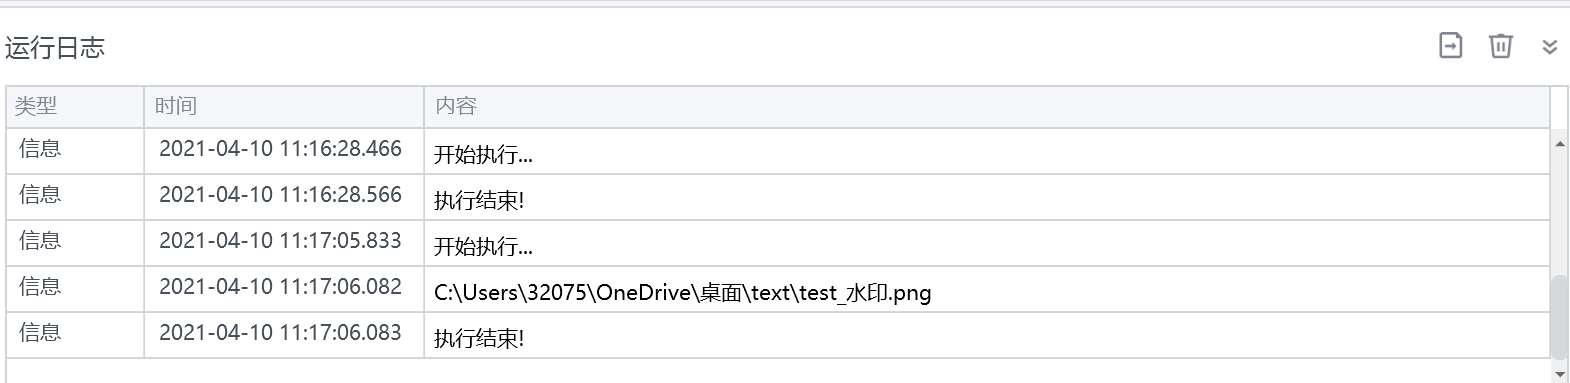 运行日志
类型 时间 内容
信息 2021-04-10 11:16:28.466 开始执行...
信息 2021-04-10 11:16:28.566 执行结束!
信息 2021-04-10 11:17:05.833 开始执行...
信息 2021-04-10 11:17:06.082 C:\Users\32075\OneDrive\桌面\text\test_水印.png
信息 2021-04-10 11:17:06.083 执行结束!